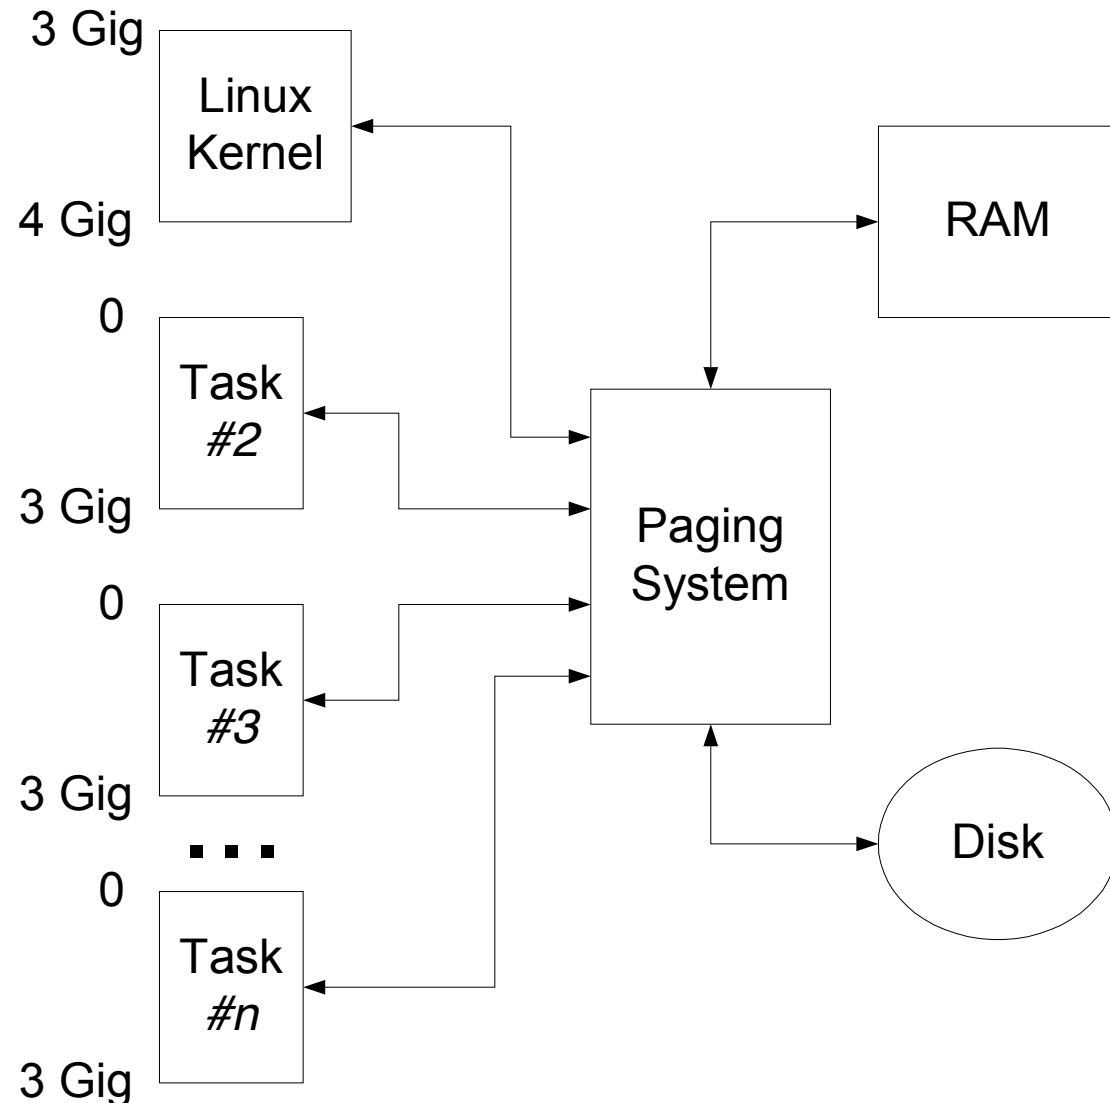 3 Gig
Linux
Kernel
4 Gig
RAM
0
Task
#2
3 Gig
Paging
System
0
Task
#3
3 Gig
Disk
0
Task
#n
3 Gig